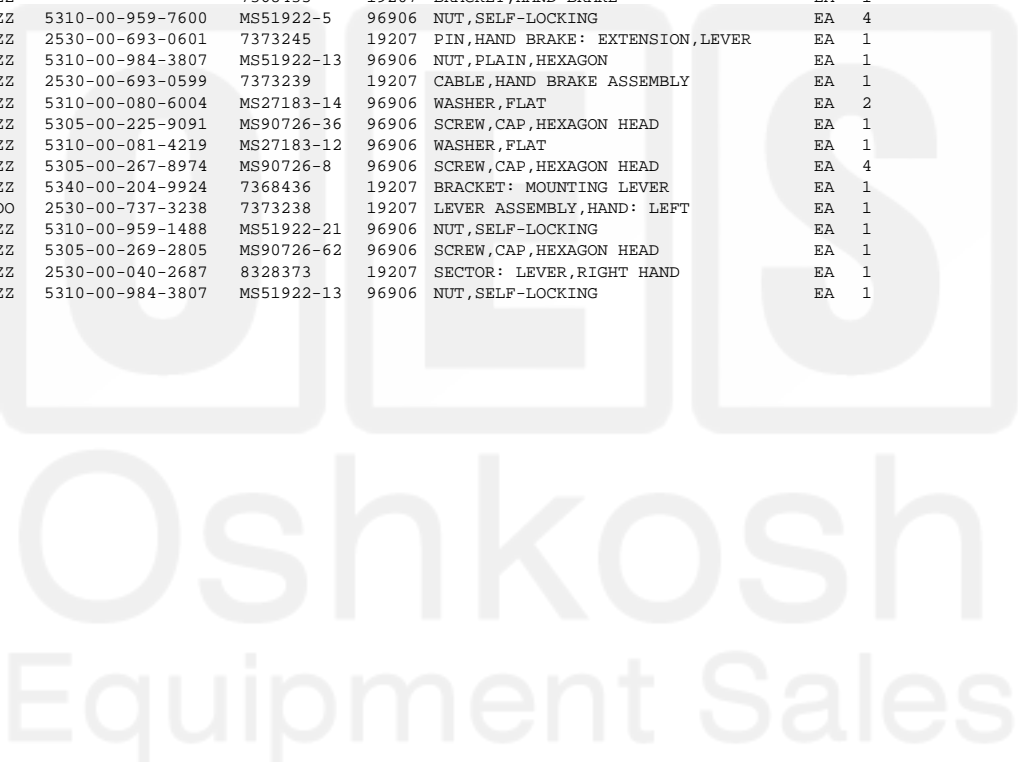 ZZ 5310-00-959-7600 MS51922-5 96906 NUT,SELF-LOCKING EA 4
ZZ 2530-00-693-0601 7373245 19207 PIN,HAND BRAKE: EXTENSION,LEVER EA 1
ZZ 5310-00-984-3807 MS51922-13 96906 NUT,PLAIN,HEXAGON EA 1
ZZ 2530-00-693-0599 7373239 19207 CABLE,HAND BRAKE ASSEMBLY EA 1
ZZ 5310-00-080-6004 MS27183-14 96906 WASHER,FLAT EA 2
ZZ 5305-00-225-9091 MS90726-36 96906 SCREW,CAP,HEXAGON HEAD EA 1
ZZ 5310-00-081-4219 MS27183-12 96906 WASHER,FLAT EA 1
ZZ 5305-00-267-8974 MS90726-8 96906 SCREW,CAP,HEXAGON HEAD EA 4
ZZ 5340-00-204-9924 7368436 19207 BRACKET: MOUNTING LEVER EA 1
OO 2530-00-737-3238 7373238 19207 LEVER ASSEMBLY,HAND: LEFT EA 1
ZZ 5310-00-959-1488 MS51922-21 96906 NUT,SELF-LOCKING EA 1
ZZ 5305-00-269-2805 MS90726-62 96906 SCREW,CAP,HEXAGON HEAD EA 1
ZZ 2530-00-040-2687 8328373 19207 SECTOR: LEVER,RIGHT HAND EA 1
ZZ 5310-00-984-3807 MS51922-13 96906 NUT,SELF-LOCKING EA 1
OES
Oshkosh
Equipment Sales